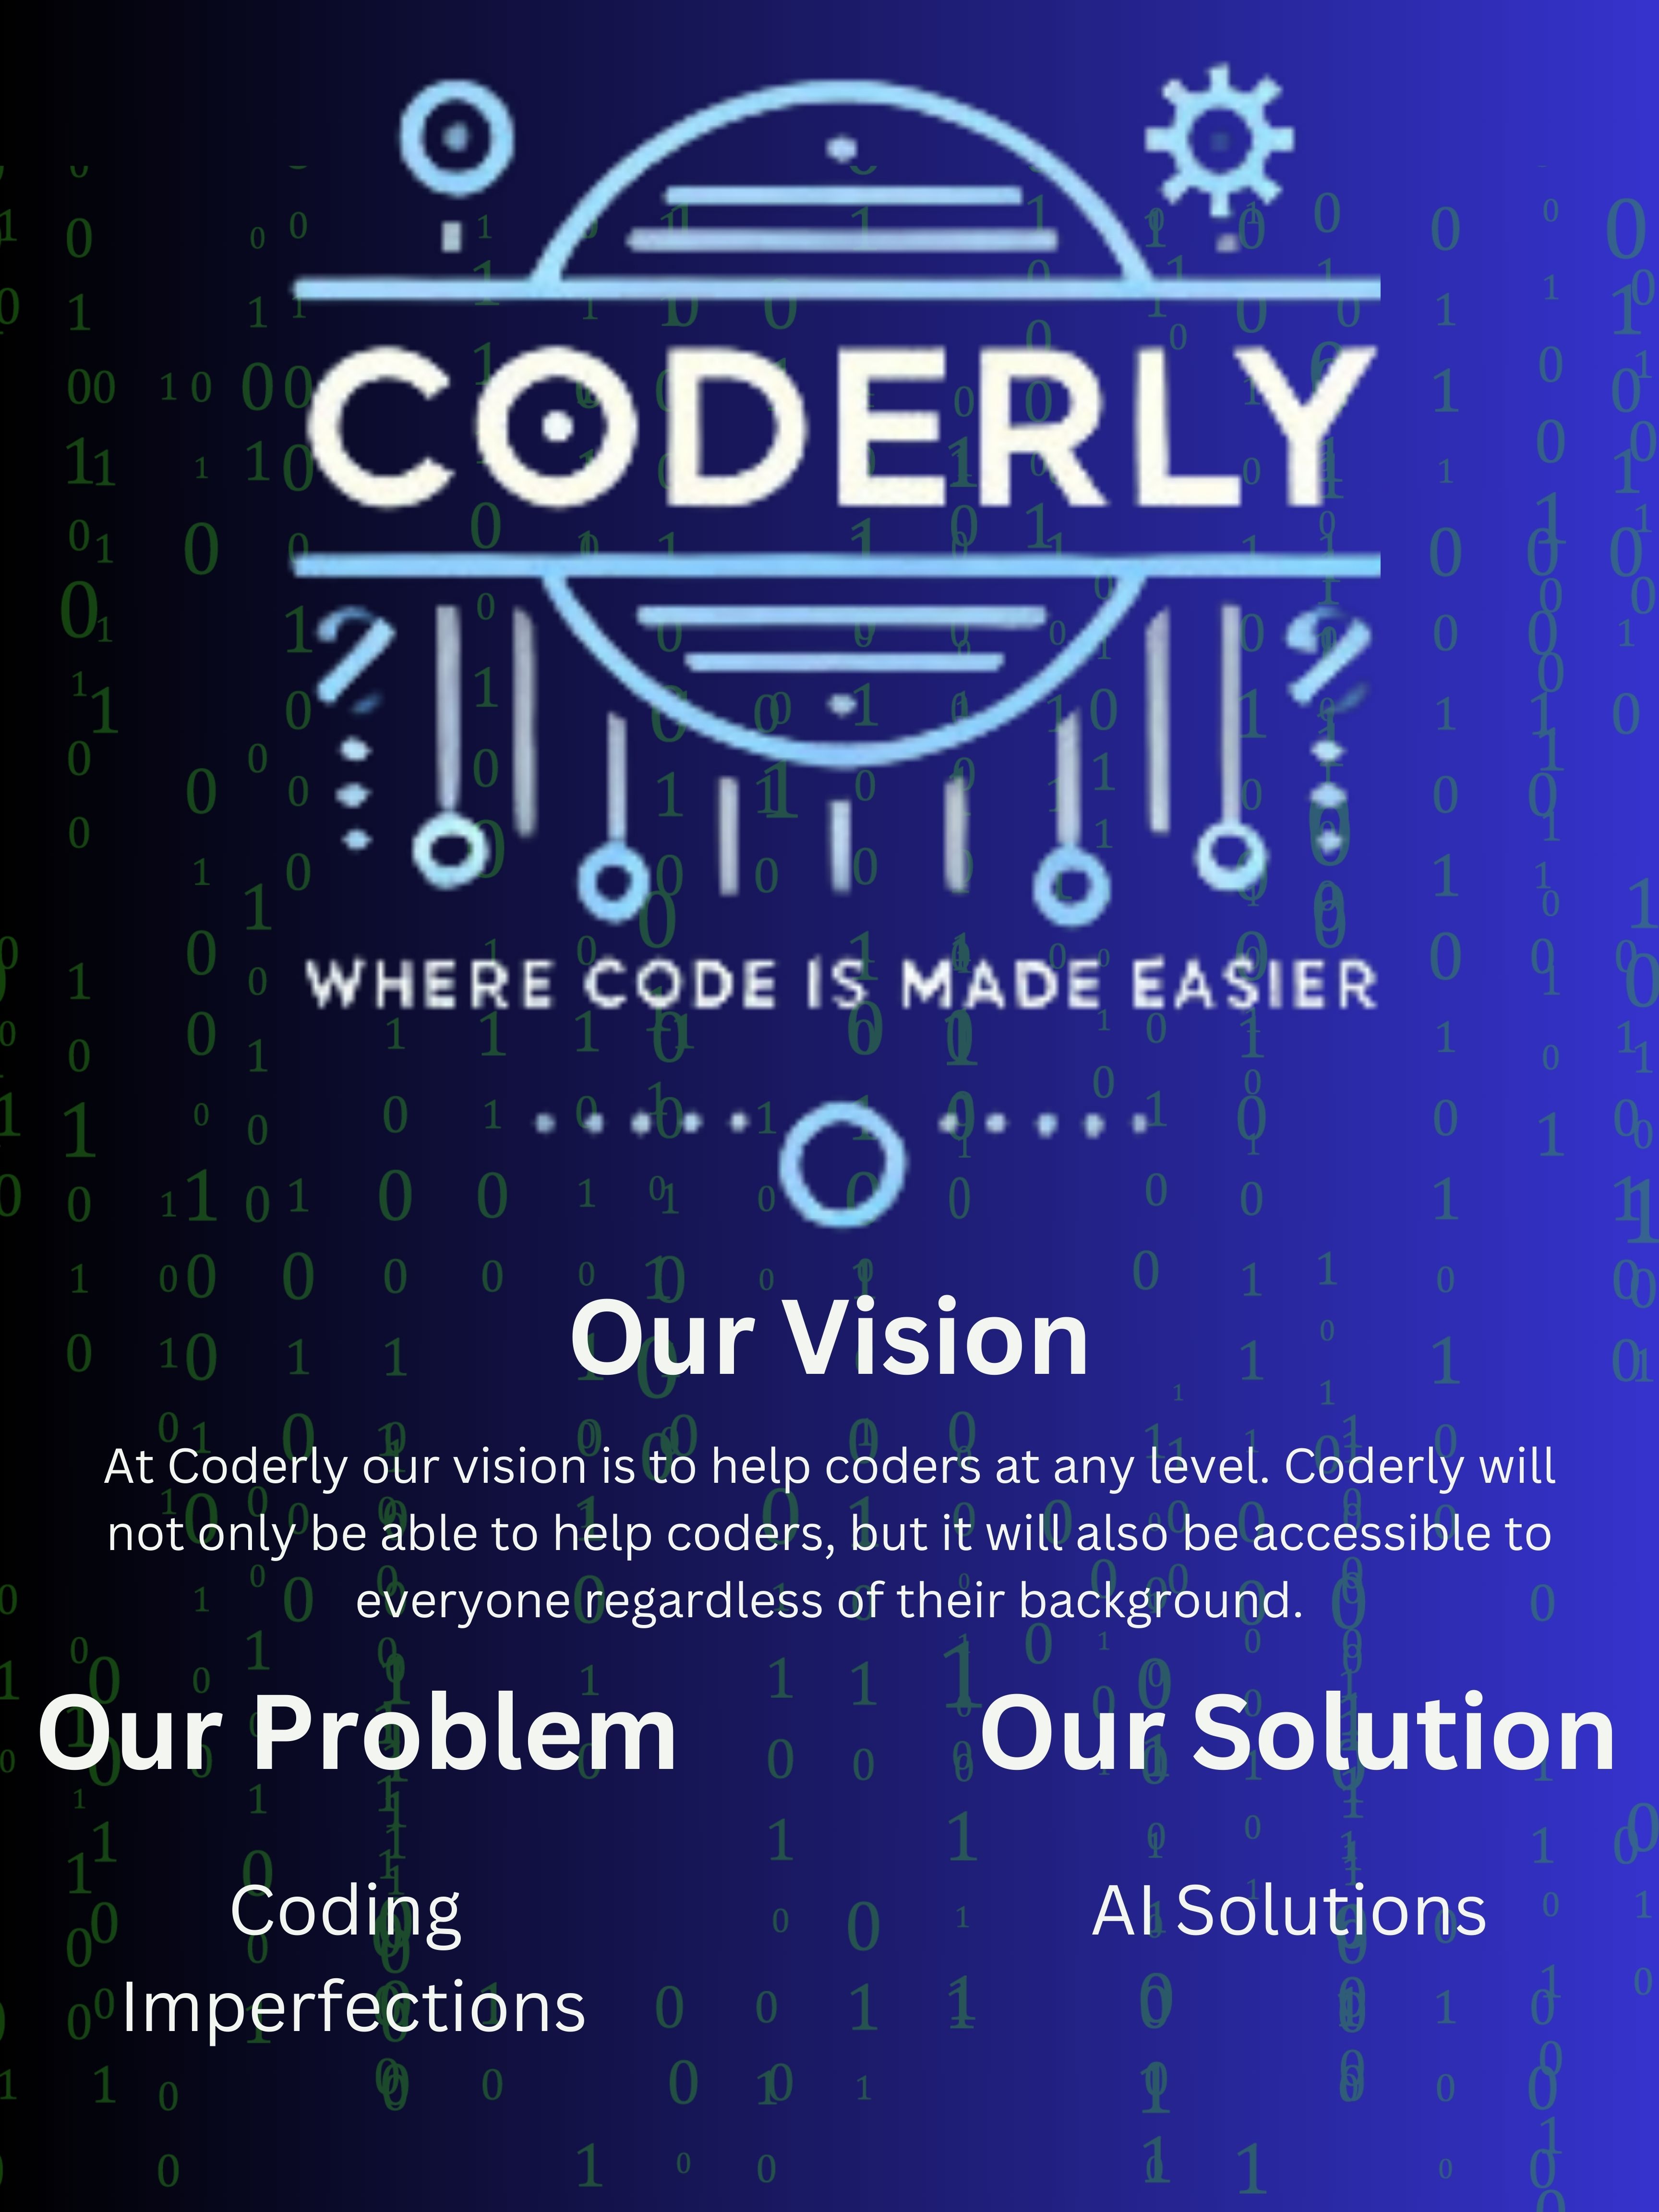 CODERLY
WHERE CODE IS MADE EASIER
Our Vision
At Coderly our vision is to help coders at any level. Coderly will
not only be able to help coders, but it will also be accessible to
everyone regardless of their background.
Our Problem
Our Solution
Coding
Imperfections
AI Solutions